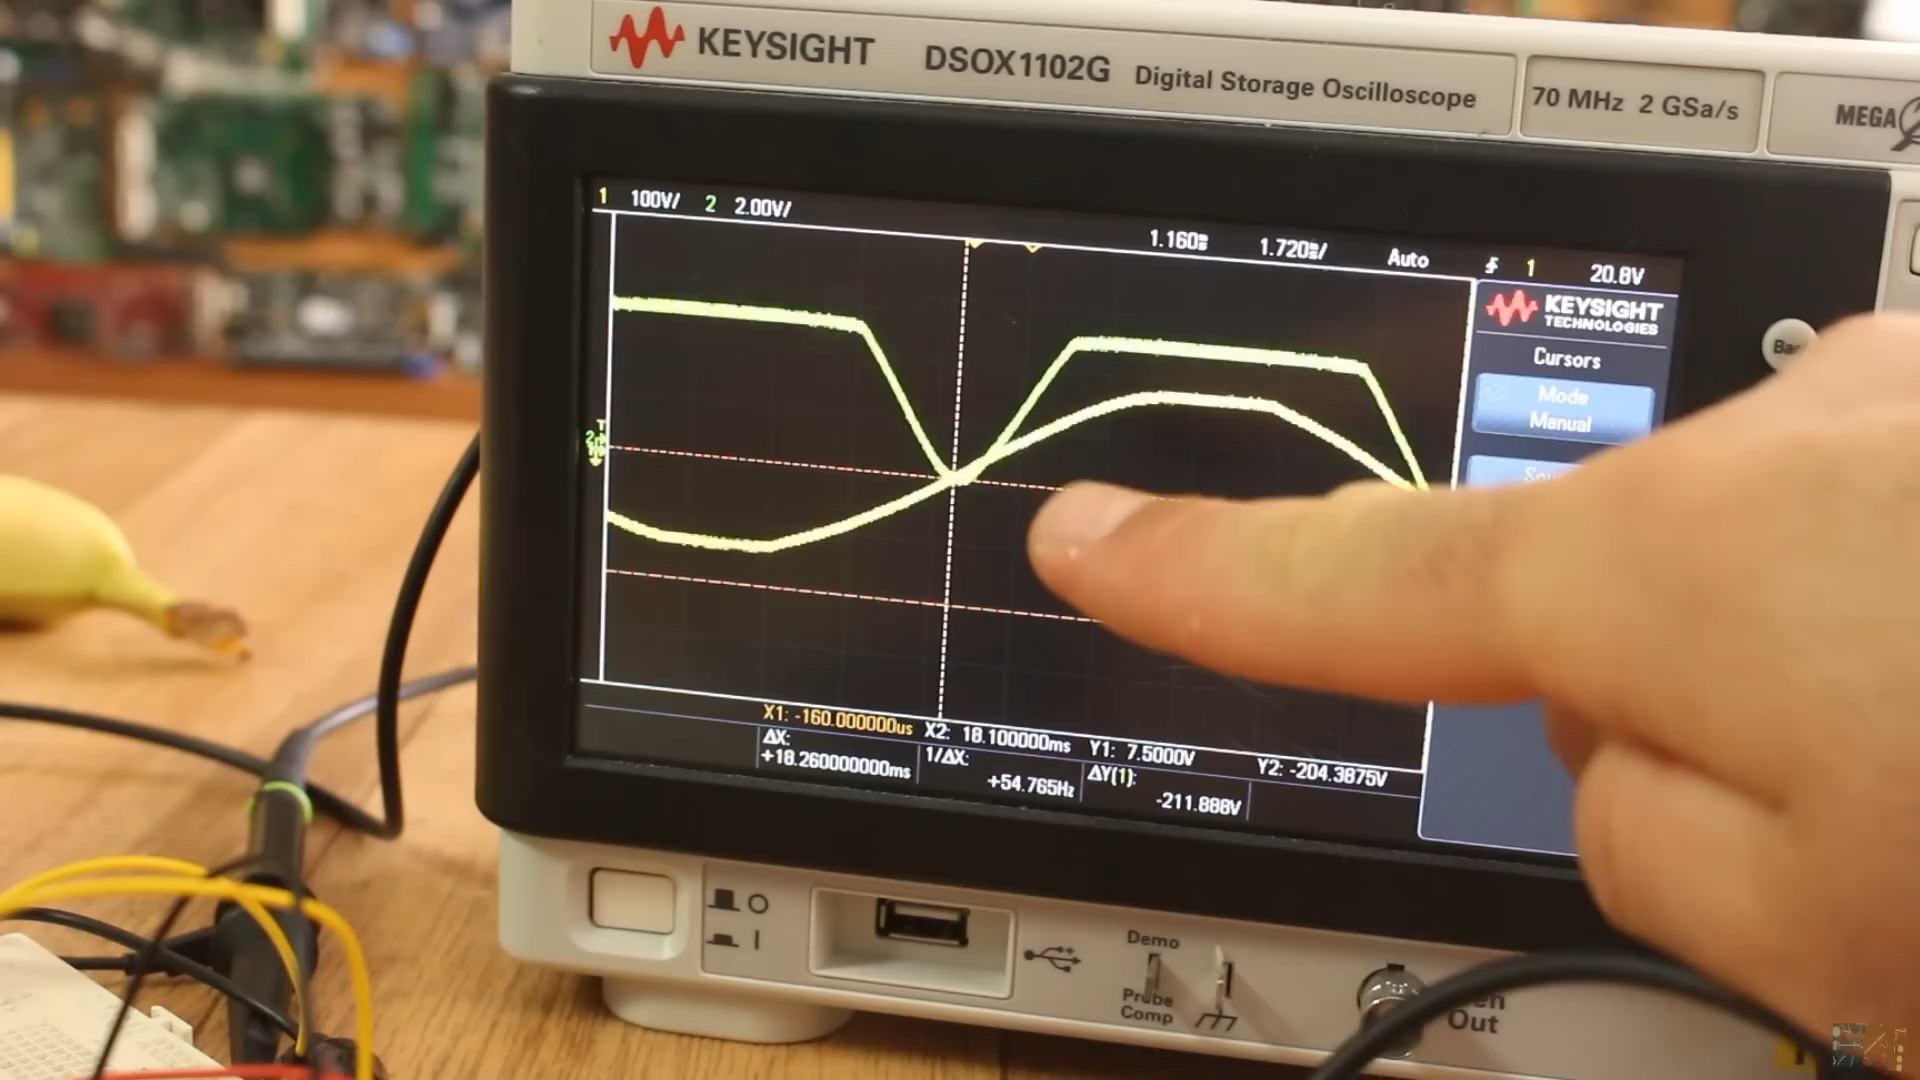 KEYSIGHT DSOX1102G Digital Storage Oscilloscope 70 MHz 2 GSa/s MEGA
1 100V/ 2 2.00V/ 1.160ms 1.720ms/ Auto 1 20.8V
KEYSIGHT
TECHNOLOGIES
Cursors
Mode
Manual
X1: -160.000000us X2: 18.100000ms Y1: 7.5000V Y2: -204.3875V
ΔX: 1/ΔX: ΔY(1):
+18.260000000ms +54.765Hz -211.888V
Demo
Probe
Comp
Out